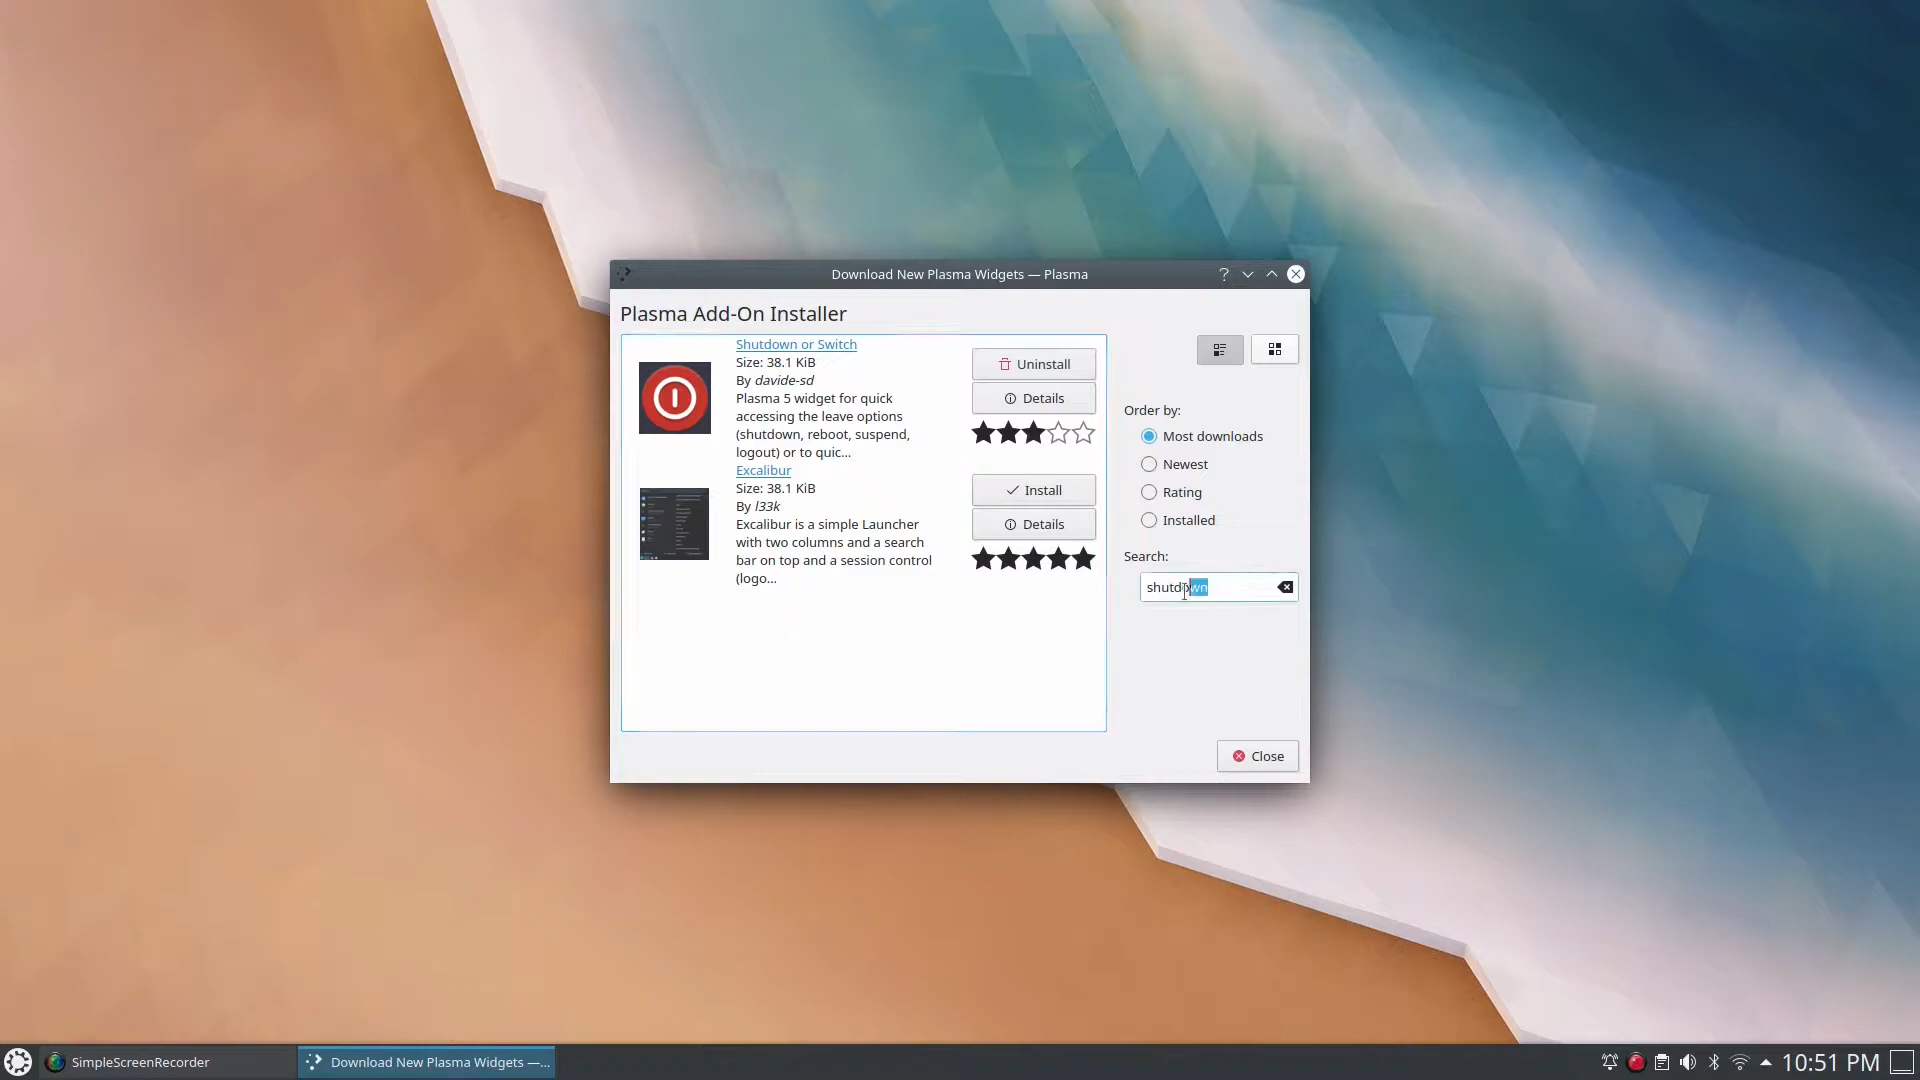 Download New Plasma Widgets — Plasma
Plasma Add-On Installer
Shutdown or Switch
Size: 38.1 KiB
By davide-sd
Plasma 5 widget for quick
accessing the leave options
(shutdown, reboot, suspend,
logout) or to quic...
Uninstall
Details
Excalibur
Size: 38.1 KiB
By l33k
Excalibur is a simple Launcher
with two columns and a search
bar on top and a session control
(logo...
Install
Details
Order by:
Most downloads
Newest
Rating
Installed
Search:
shutdown
Close
SimpleScreenRecorder
Download New Plasma Widgets —...
10:51 PM